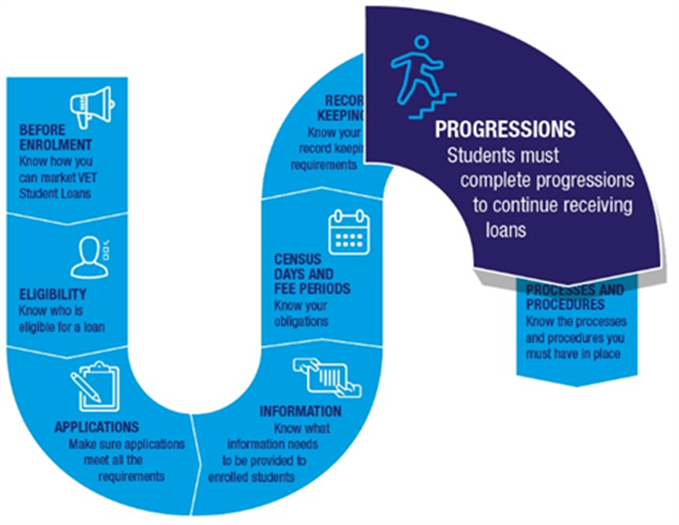 BEFORE
ENROLMENT
Know how you
can market VET
Student Loans
ELIGIBILITY
Know who is
eligible for a loan
APPLICATIONS
Make sure applications
meet all the
requirements
INFORMATION
Know what
information needs
to be provided to
enrolled students
CENSUS
DAYS AND
FEE PERIODS
Know your
obligations
RECOR
KEEPING
Know your
record keepi
requirements
PROGRESSIONS
Students must
complete progressions
to continue receiving
loans
PROCESSES AND
PROCEDURES
Know the processes
and procedures you
must have in place